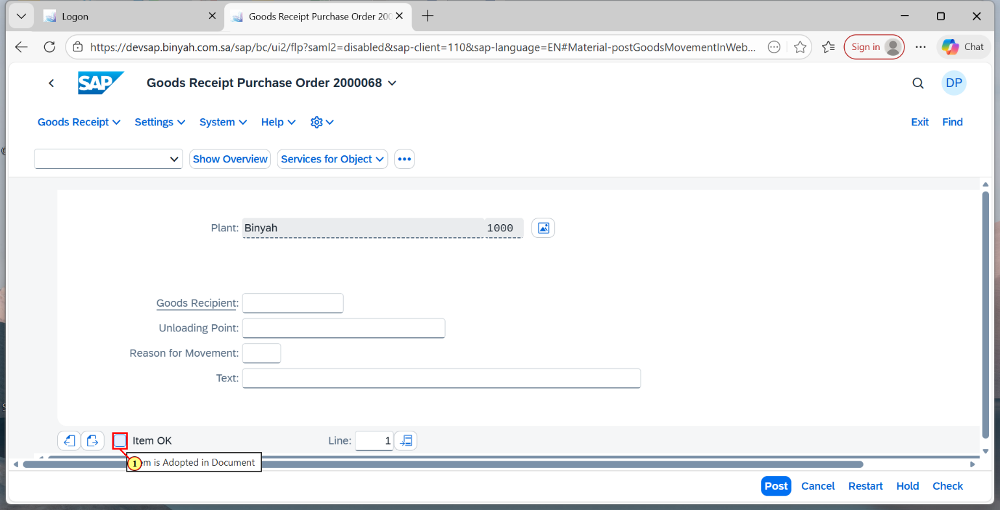 Logon
Goods Receipt Purchase Order 200
https://devsap.binyah.com.sa/sap/bc/ui2/flp?saml2=disabled&sap-client=110&sap-language=EN#Material-postGoodsMovementInWeb...
Sign in
Chat
SAP
Goods Receipt Purchase Order 2000068
DP
Goods Receipt
Settings
System
Help
Exit
Find
Show Overview
Services for Object
Plant: Binyah 1000
Goods Recipient:
Unloading Point:
Reason for Movement:
Text:
Item OK
Line: 1
1
is Adopted in Document
Post
Cancel
Restart
Hold
Check